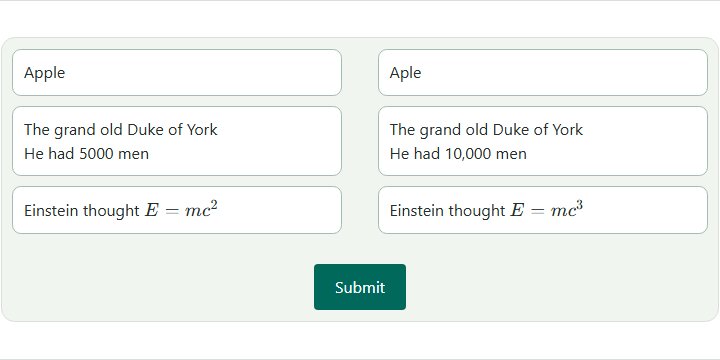 Apple
Aple
The grand old Duke of York
He had 5000 men
The grand old Duke of York
He had 10,000 men
Einstein thought E = mc²
Einstein thought E = mc³
Submit